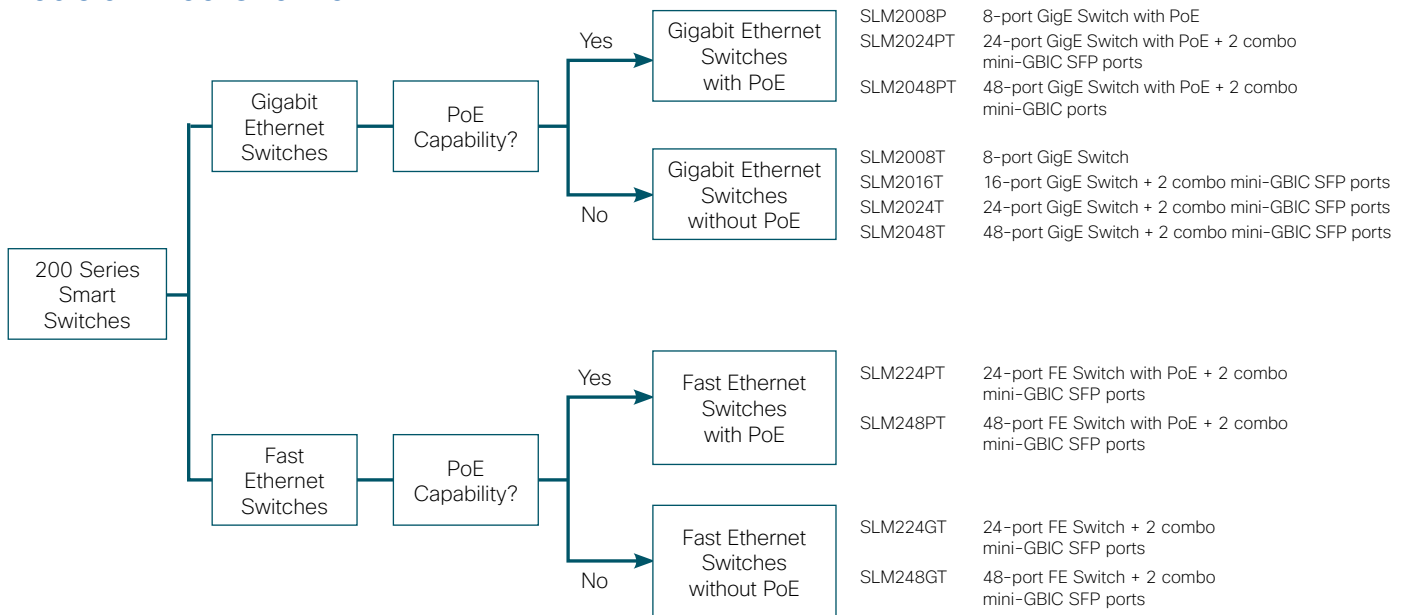 200 Series
Smart
Switches
Gigabit
Ethernet
Switches
PoE
Capability?
Yes
No
Gigabit Ethernet
Switches
with PoE
SLM2008P 8-port GigE Switch with PoE
SLM2024PT 24-port GigE Switch with PoE + 2 combo
mini-GBIC SFP ports
SLM2048PT 48-port GigE Switch with PoE + 2 combo
mini-GBIC ports
Gigabit Ethernet
Switches
without PoE
SLM2008T 8-port GigE Switch
SLM2016T 16-port GigE Switch + 2 combo mini-GBIC SFP ports
SLM2024T 24-port GigE Switch + 2 combo mini-GBIC SFP ports
SLM2048T 48-port GigE Switch + 2 combo mini-GBIC SFP ports
Fast
Ethernet
Switches
PoE
Capability?
Yes
No
Fast Ethernet
Switches
with PoE
SLM224PT 24-port FE Switch with PoE + 2 combo
mini-GBIC SFP ports
SLM248PT 48-port FE Switch with PoE + 2 combo
mini-GBIC SFP ports
Fast Ethernet
Switches
without PoE
SLM224GT 24-port FE Switch + 2 combo
mini-GBIC SFP ports
SLM248GT 48-port FE Switch + 2 combo
mini-GBIC SFP ports